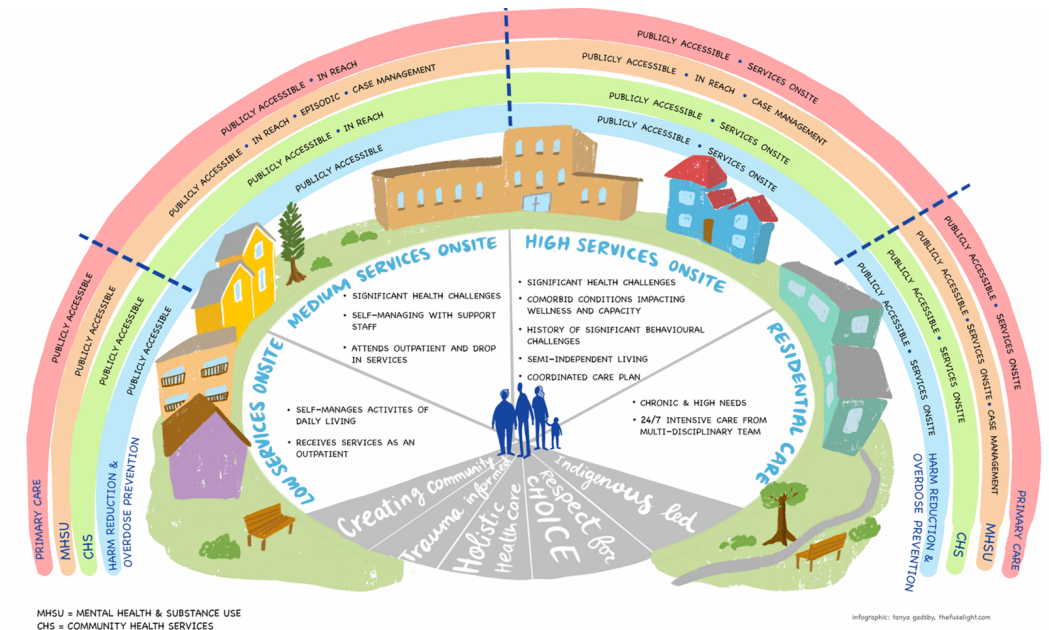 PUBLICLY ACCESSIBLE • IN REACH
PUBLICLY ACCESSIBLE • SERVICES ONSITE
PUBLICLY ACCESSIBLE • IN REACH • EPISODIC • CASE MANAGEMENT
PUBLICLY ACCESSIBLE • IN REACH • CASE MANAGEMENT
PUBLICLY ACCESSIBLE • IN REACH
PUBLICLY ACCESSIBLE • SERVICES ONSITE
PUBLICLY ACCESSIBLE
PUBLICLY ACCESSIBLE • SERVICES ONSITE
PUBLICLY ACCESSIBLE
PUBLICLY ACCESSIBLE
PUBLICLY ACCESSIBLE
PUBLICLY ACCESSIBLE
PUBLICLY ACCESSIBLE • SERVICES ONSITE
PUBLICLY ACCESSIBLE • SERVICES ONSITE • CASE MANAGEMENT
PUBLICLY ACCESSIBLE • SERVICES ONSITE
PUBLICLY ACCESSIBLE • SERVICES ONSITE
MEDIUM SERVICES ONSITE
• SIGNIFICANT HEALTH CHALLENGES
• SELF-MANAGING WITH SUPPORT
STAFF
• ATTENDS OUTPATIENT AND DROP
IN SERVICES
HIGH SERVICES ONSITE
• SIGNIFICANT HEALTH CHALLENGES
• COMORBID CONDITIONS IMPACTING
WELLNESS AND CAPACITY
• HISTORY OF SIGNIFICANT BEHAVIOURAL
CHALLENGES
• SEMI-INDEPENDENT LIVING
• COORDINATED CARE PLAN
LOW SERVICES ONSITE
• SELF-MANAGES ACTIVITES OF
DAILY LIVING
• RECEIVES SERVICES AS AN
OUTPATIENT
RESIDENTIAL CARE
• CHRONIC & HIGH NEEDS
• 24/7 INTENSIVE CARE FROM
MULTI-DISCIPLINARY TEAM
Creating community
Trauma informed
Holistic
Health care
Respect for
CHOICE
Indigenous led
PRIMARY CARE
MHSU
CHS
HARM REDUCTION &
OVERDOSE PREVENTION
HARM REDUCTION &
OVERDOSE PREVENTION
CHS
MHSU
PRIMARY CARE
MHSU = MENTAL HEALTH & SUBSTANCE USE
CHS = COMMUNITY HEALTH SERVICES
infographic: tanya gadsby, thefuselight.com